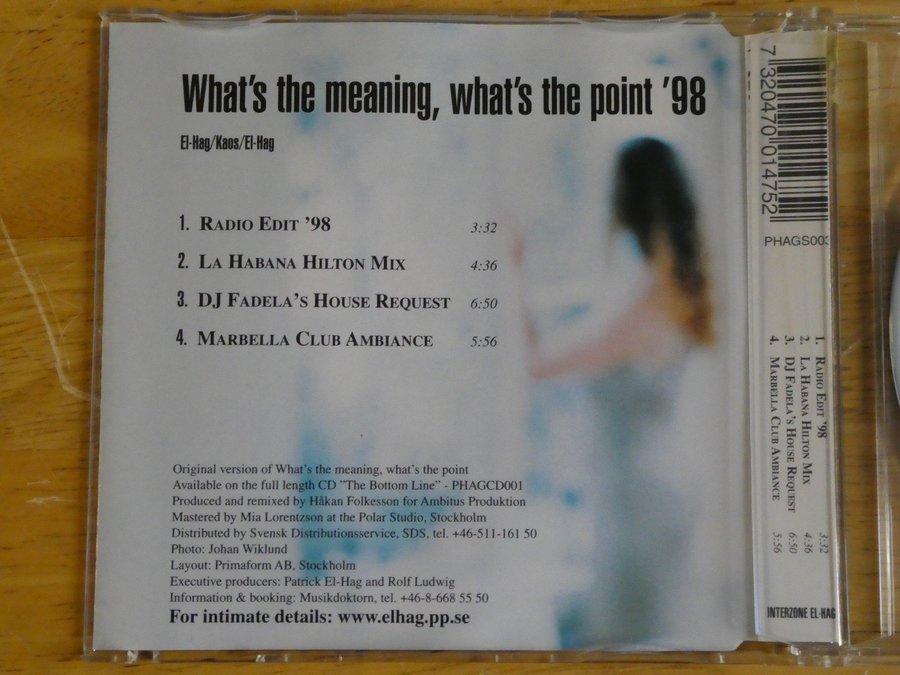 What's the meaning, what's the point '98
El-Hag/Kaos/El-Hag
1. RADIO EDIT '98 3:32
2. LA HABANA HILTON MIX 4:36
3. DJ FADELA'S HOUSE REQUEST 6:50
4. MARBELLA CLUB AMBIANCE 5:56
Original version of What's the meaning, what's the point
Available on the full length CD "The Bottom Line" - PHAGCD001
Produced and remixed by Håkan Folkesson for Ambitus Produktion
Mastered by Mia Lorentzson at the Polar Studio, Stockholm
Distributed by Svensk Distributionsservice, SDS, tel. +46-511-161 50
Photo: Johan Wiklund
Layout: Primaform AB, Stockholm
Executive producers: Patrick El-Hag and Rolf Ludwig
Information & booking: Musikdoktorn, tel. +46-8-668 55 50
For intimate details: www.elhag.pp.se
7 320470 014752
PHAGS003
1. RADIO EDIT '98 3:32
2. LA HABANA HILTON MIX 4:36
3. DJ FADELA'S HOUSE REQUEST 6:50
4. MARBELLA CLUB AMBIANCE 5:56
INTERZONE EL-HAG